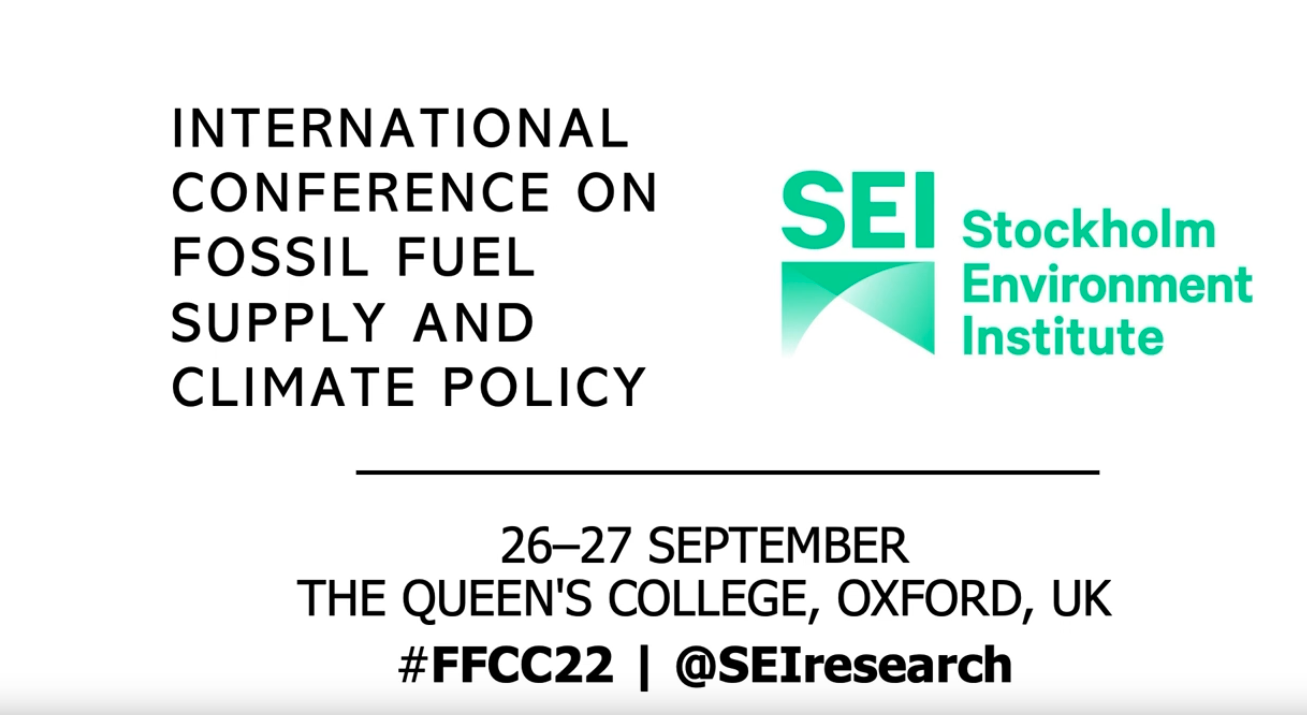 INTERNATIONAL
CONFERENCE ON
FOSSIL FUEL
SUPPLY AND
CLIMATE POLICY
SEI
Stockholm
Environment
Institute
26–27 SEPTEMBER
THE QUEEN'S COLLEGE, OXFORD, UK
#FFCC22 | @SEIresearch